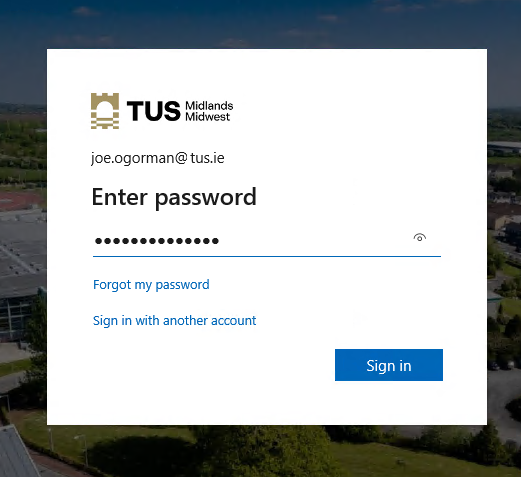 TUS Midlands
Midwest
joe.ogorman@tus.ie
Enter password
••••••••••••••
Forgot my password
Sign in with another account
Sign in